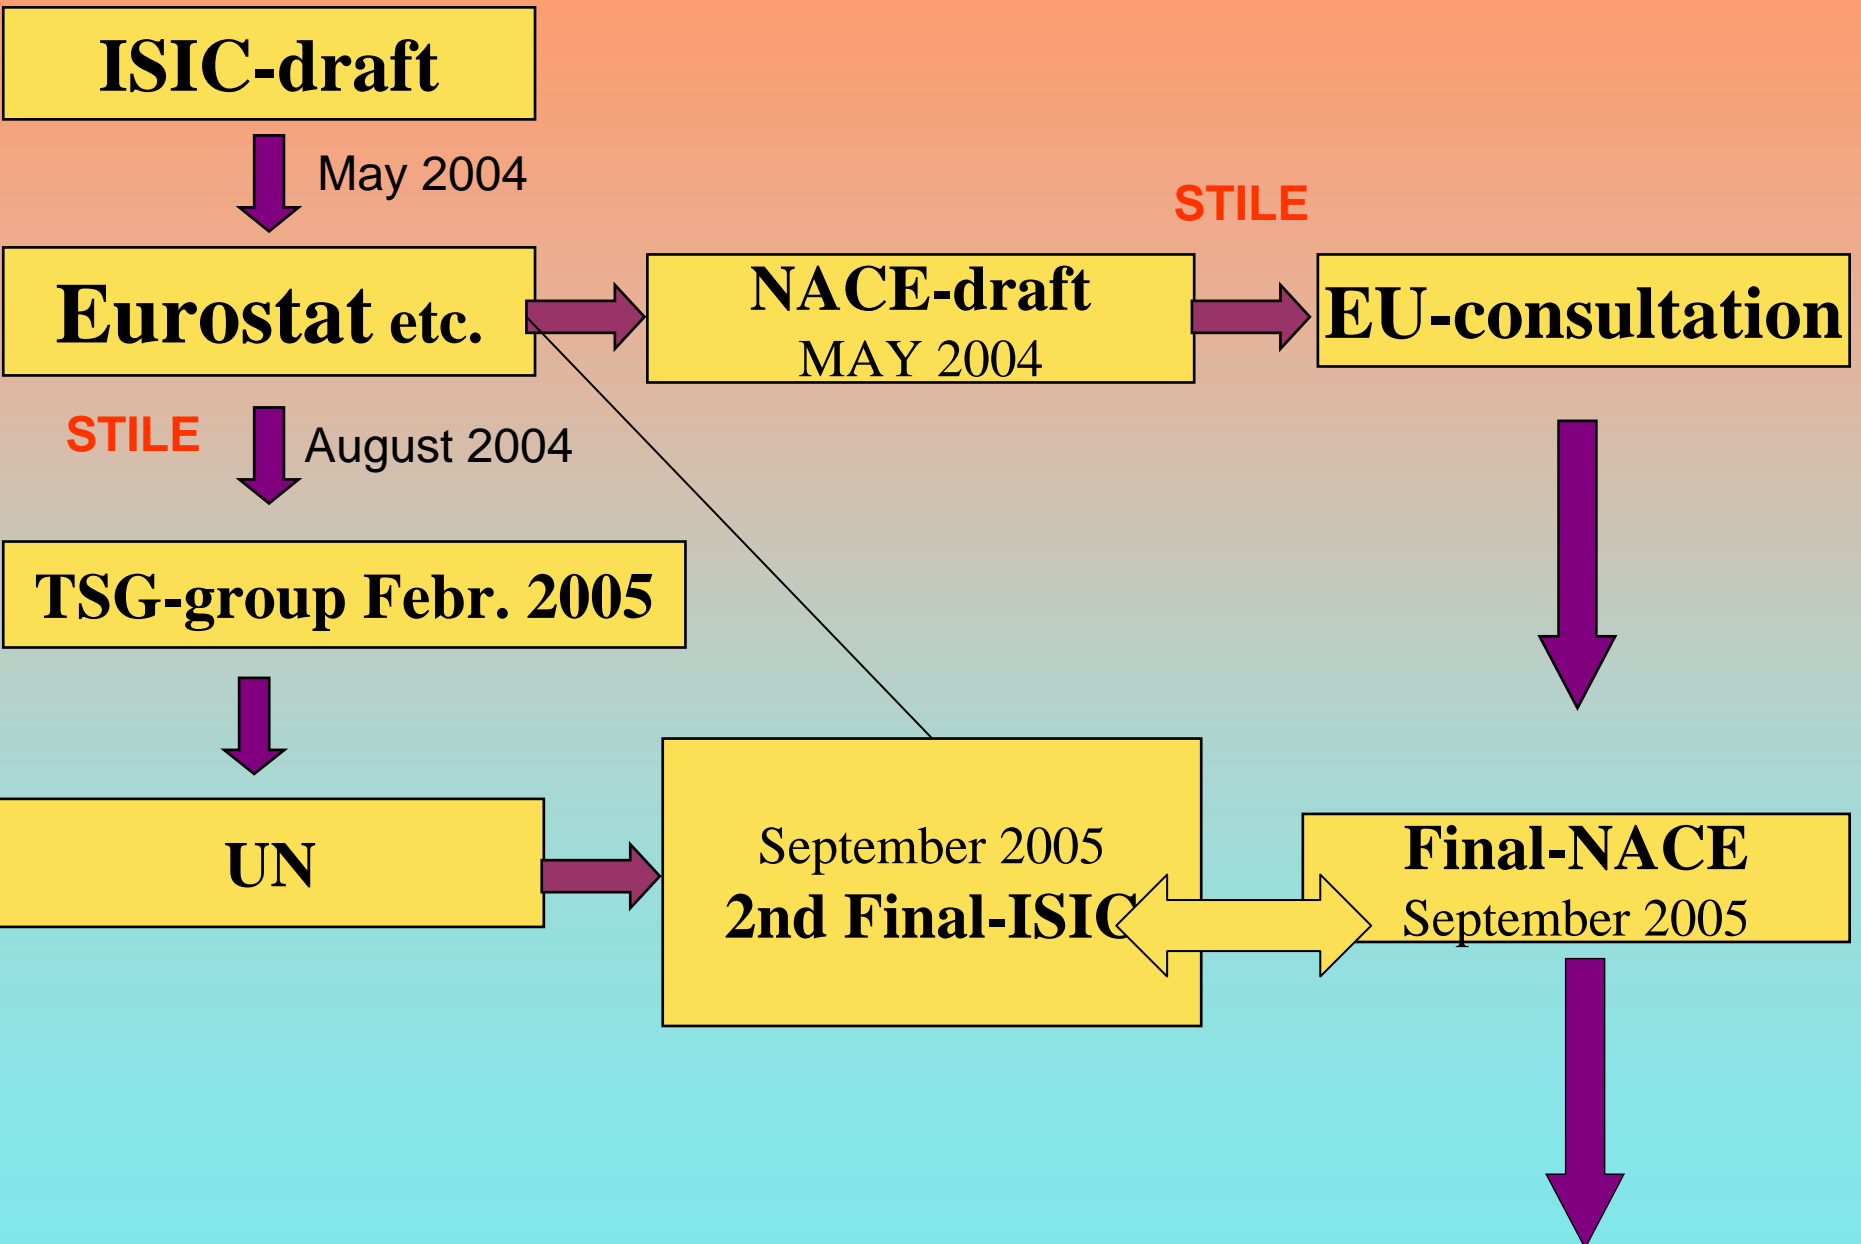 ISIC-draft
May 2004
STILE
Eurostat etc.
NACE-draft
MAY 2004
EU-consultation
STILE
August 2004
TSG-group Febr. 2005
UN
September 2005
2nd Final-ISIC
Final-NACE
September 2005